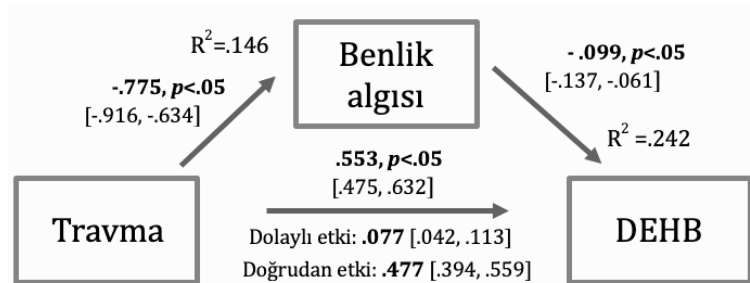 R²=.146
Benlik
algısı
-.775, p<.05
[-.916, -.634]
- .099, p<.05
[-.137, -.061]
R² =.242
.553, p<.05
[.475, .632]
Travma
DEHB
Dolaylı etki: .077 [.042, .113]
Doğrudan etki: .477 [.394, .559]